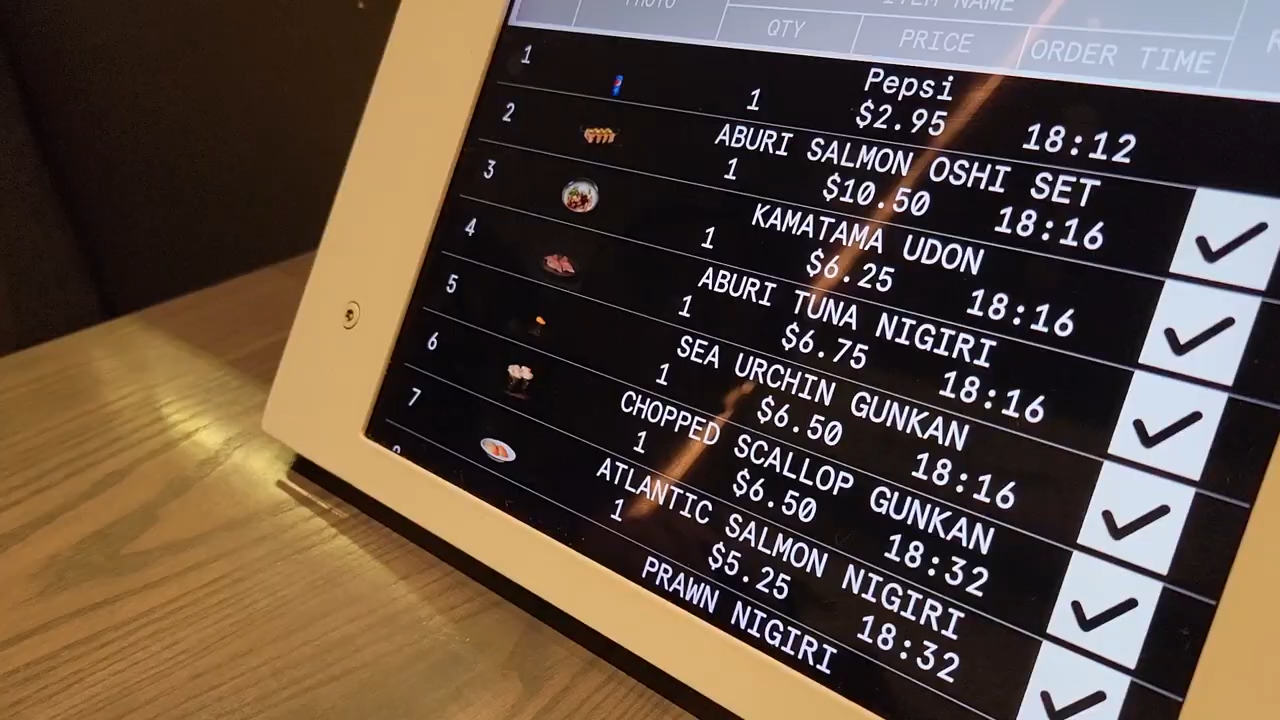 PHOTO
ITEM NAME
QTY PRICE ORDER TIME
1 Pepsi
1 $2.95 18:12
2 ABURI SALMON OSHI SET
1 $10.50 18:16
3 KAMATAMA UDON
1 $6.25 18:16
4 ABURI TUNA NIGIRI
1 $6.75 18:16
5 SEA URCHIN GUNKAN
1 $6.50 18:16
6 CHOPPED SCALLOP GUNKAN
1 $6.50 18:32
7 ATLANTIC SALMON NIGIRI
1 $5.25 18:32
PRAWN NIGIRI